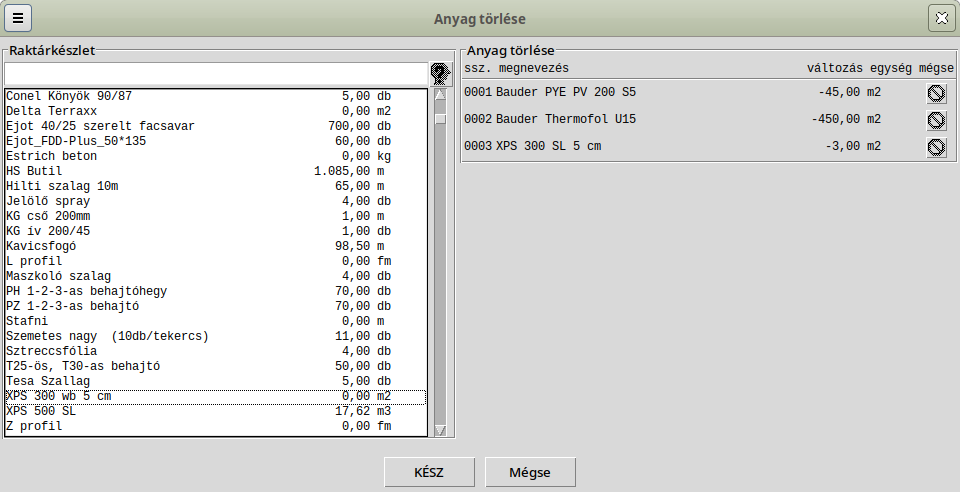 Anyag törlése
Raktárkészlet
Conel Könyök 90/87 5,00 db
Delta Terraxx 0,00 m2
Ejot 40/25 szerelt facsavar 700,00 db
Ejot_FDD-Plus_50*135 60,00 db
Estrich beton 0,00 kg
HS Butil 1.085,00 m
Hilti szalag 10m 65,00 m
Jelölő spray 4,00 db
KG cső 200mm 1,00 m
KG ív 200/45 1,00 db
Kavicsfogó 98,50 m
L profil 0,00 fm
Maszkoló szalag 4,00 db
PH 1-2-3-as behajtóhegy 70,00 db
PZ 1-2-3-as behajtó 70,00 db
Stafni 0,00 m
Szemetes nagy (10db/tekercs) 11,00 db
Sztreccsfólia 4,00 db
T25-ös, T30-as behajtó 50,00 db
Tesa Szallag 5,00 db
XPS 300 wb 5 cm 0,00 m2
XPS 500 SL 17,62 m3
Z profil 0,00 fm
Anyag törlése
ssz. megnevezés változás egység mégse
0001 Bauder PYE PV 200 S5 -45,00 m2
0002 Bauder Thermofol U15 -450,00 m2
0003 XPS 300 SL 5 cm -3,00 m2
KÉSZ Mégse